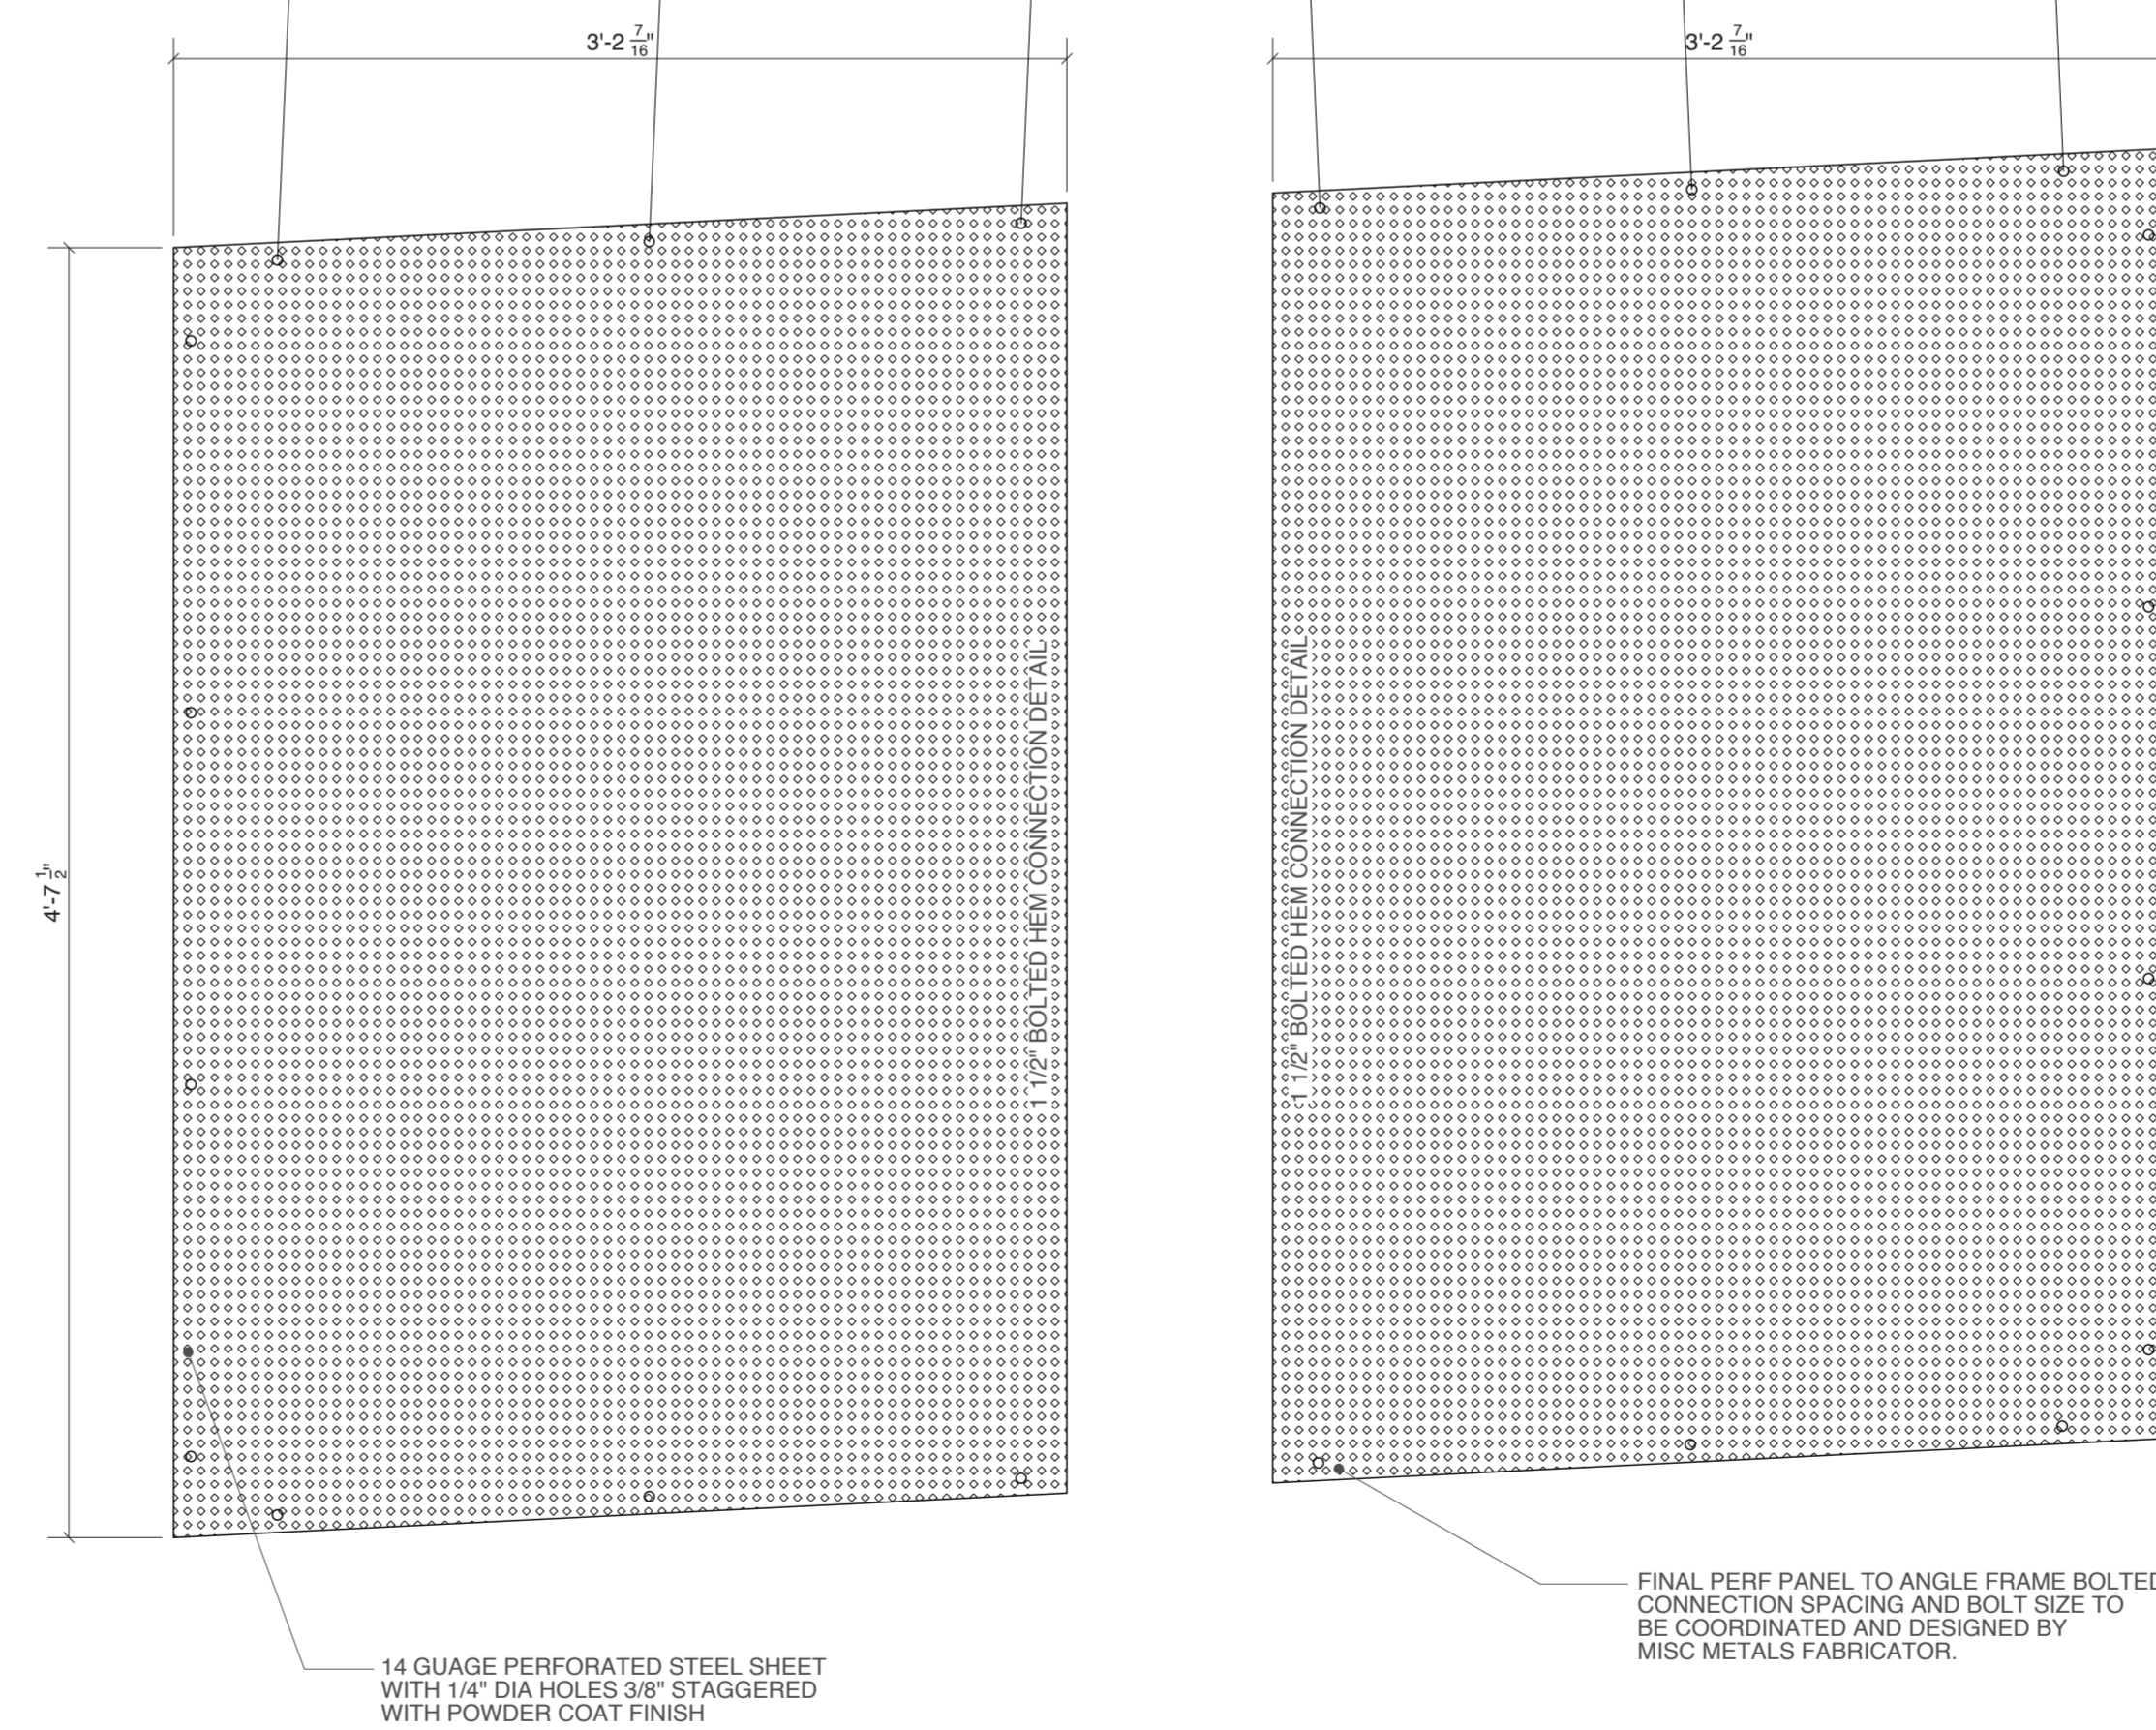 3'-2 7/16"
3'-2 7/16"
4'-7 1/2"
1 1/2" BOLTED HEM CONNECTION DETAIL
1 1/2" BOLTED HEM CONNECTION DETAIL
14 GUAGE PERFORATED STEEL SHEET
WITH 1/4" DIA HOLES 3/8" STAGGERED
WITH POWDER COAT FINISH
FINAL PERF PANEL TO ANGLE FRAME BOLTED
CONNECTION SPACING AND BOLT SIZE TO
BE COORDINATED AND DESIGNED BY
MISC METALS FABRICATOR.